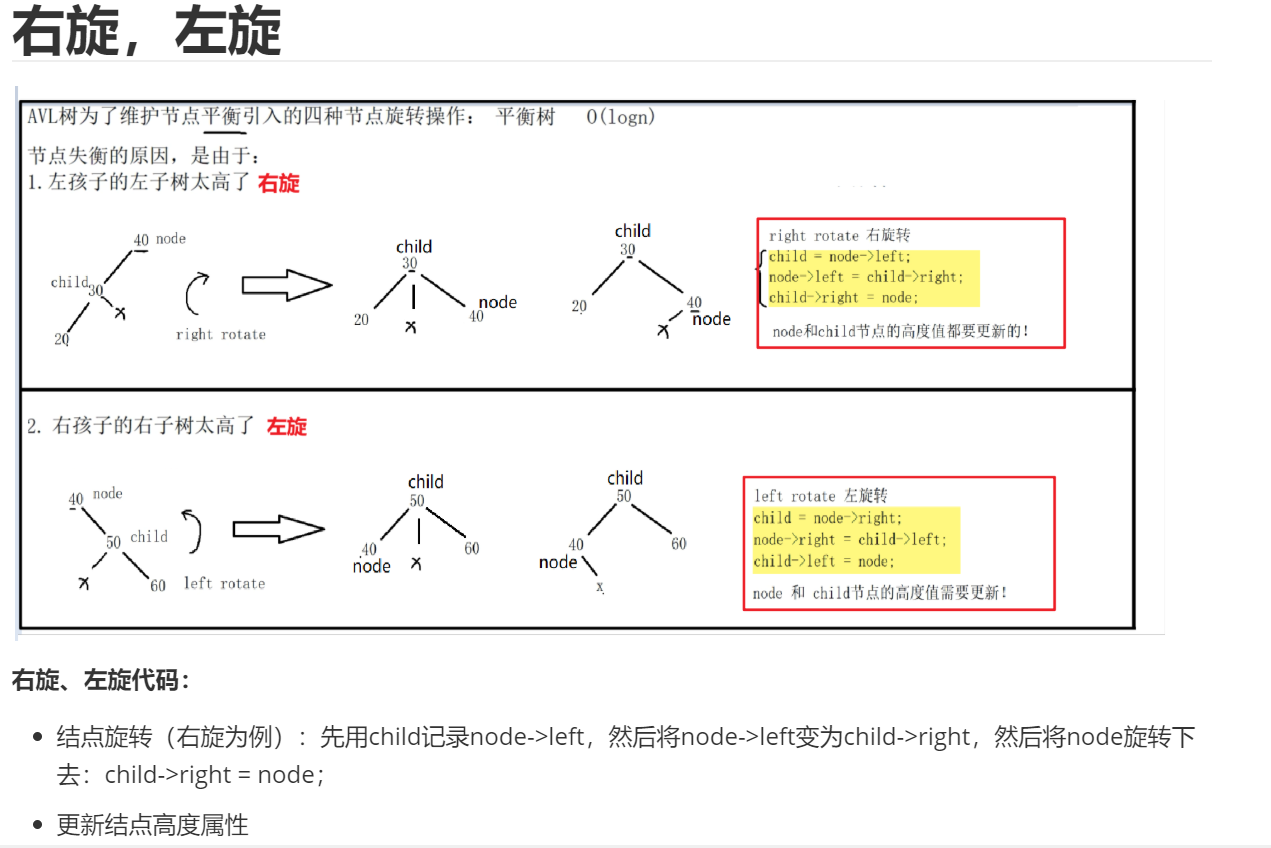 右旋，左旋
AVL树为了维护节点平衡引入的四种节点旋转操作： 平衡树 O(logn)
节点失衡的原因，是由于：
1.左孩子的左子树太高了 右旋
40 node
child 30
x
20
right rotate
child
30
20
x
node
40
child
30
20
40
x
node
right rotate 右旋转
child = node->left;
node->left = child->right;
child->right = node;
node和child节点的高度值都要更新的!
2. 右孩子的右子树太高了 左旋
40 node
50 child
x
60
left rotate
child
50
40
node
x
60
child
50
40
node
x
60
left rotate 左旋转
child = node->right;
node->right = child->left;
child->left = node;
node 和 child节点的高度值需要更新!
右旋、左旋代码：
结点旋转（右旋为例）：先用child记录node->left，然后将node->left变为child->right，然后将node旋转下
去：child->right = node；
更新结点高度属性